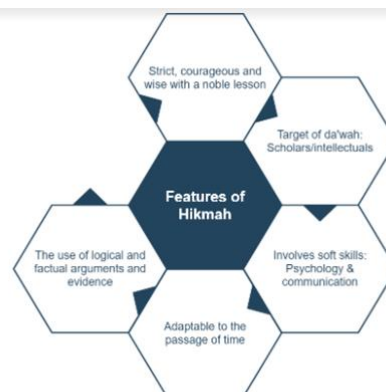 Strict, courageous and
wise with a noble lesson
Target of da'wah:
Scholars/intellectuals
Features of
Hikmah
The use of logical and
factual arguments and
evidence
Involves soft skills:
Psychology &
communication
Adaptable to the
passage of time